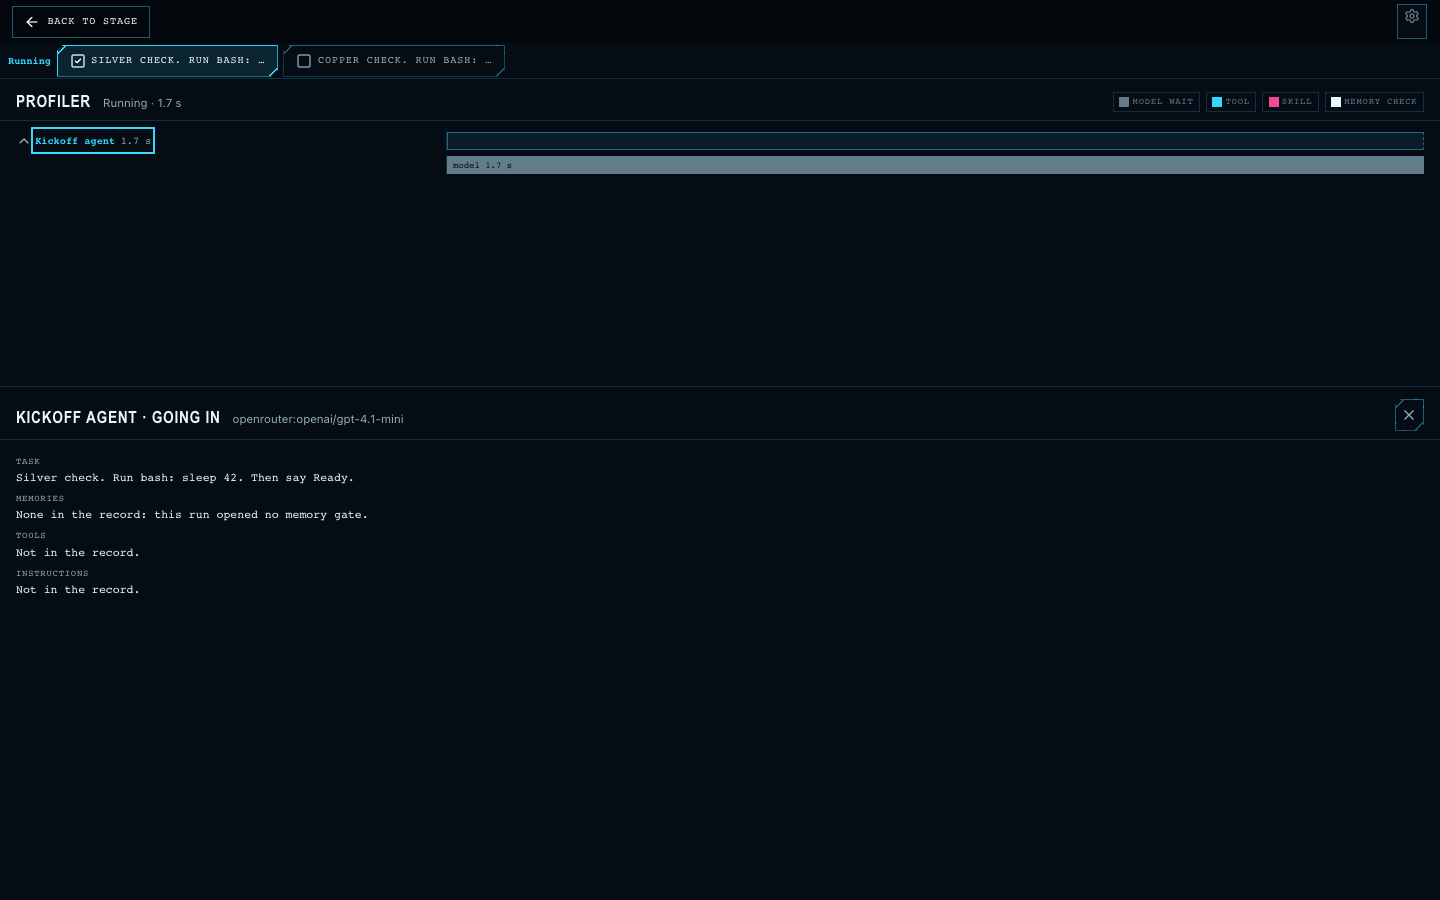 BACK TO STAGE
Running
SILVER CHECK. RUN BASH: …
COPPER CHECK. RUN BASH: …
PROFILER Running · 1.7 s
MODEL WAIT
TOOL
SKILL
MEMORY CHECK
Kickoff agent 1.7 s
model 1.7 s
KICKOFF AGENT · GOING IN openrouter:openai/gpt-4.1-mini
TASK
Silver check. Run bash: sleep 42. Then say Ready.
MEMORIES
None in the record: this run opened no memory gate.
TOOLS
Not in the record.
INSTRUCTIONS
Not in the record.